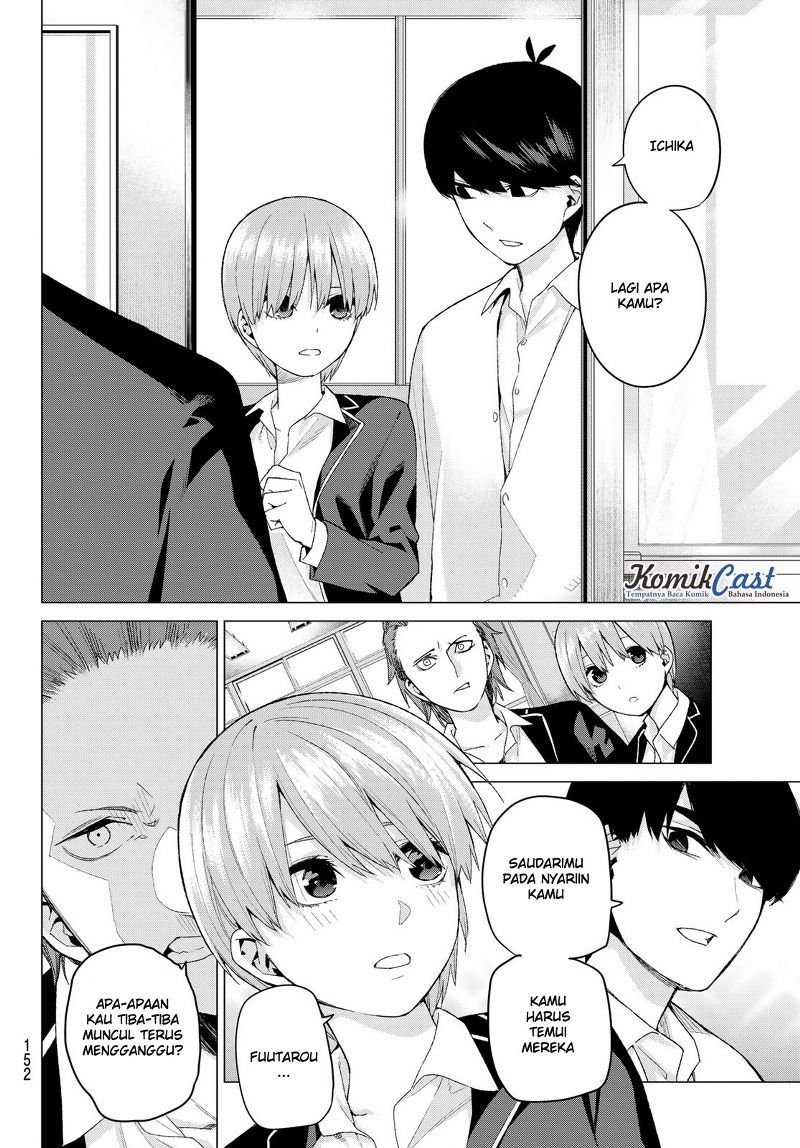 ICHIKA
LAGI APA
KAMU?
KomikCast
Tempatnya Baca Komik Bahasa Indonesia
SAUDARIMU
PADA NYARIIN
KAMU
KAMU
HARUS
TEMUI
MEREKA
FUUTAROU
...
APA-APAAN
KAU TIBA-TIBA
MUNCUL TERUS
MENGGANGGU?
152